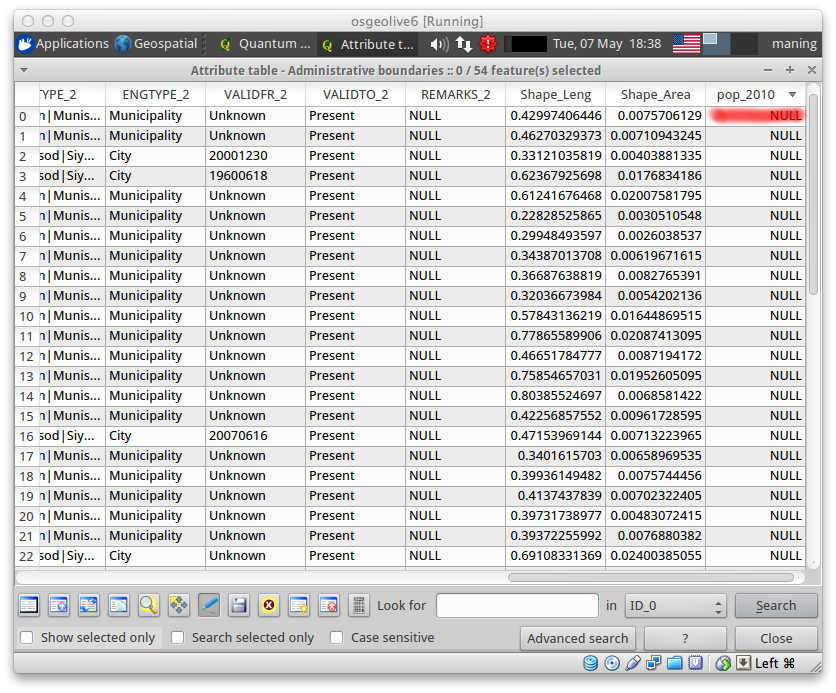 osgeolive6 [Running]
Applications Geospatial Quantum ... Attribute t... Tue, 07 May 18:38 maning
Attribute table - Administrative boundaries :: 0 / 54 feature(s) selected
TYPE_2 ENGTYPE_2 VALIDFR_2 VALIDTO_2 REMARKS_2 Shape_Leng Shape_Area pop_2010
0 n|Munis... Municipality Unknown Present NULL 0.42997406446 0.0075706129 NULL
1 n|Munis... Municipality Unknown Present NULL 0.46270329373 0.00710943245 NULL
2 sod|Siy... City 20001230 Present NULL 0.33121035819 0.00403881335 NULL
3 sod|Siy... City 19600618 Present NULL 0.62367925698 0.0176834186 NULL
4 n|Munis... Municipality Unknown Present NULL 0.61241676468 0.02007581795 NULL
5 n|Munis... Municipality Unknown Present NULL 0.22828525865 0.0030510548 NULL
6 n|Munis... Municipality Unknown Present NULL 0.29948493597 0.0026038537 NULL
7 n|Munis... Municipality Unknown Present NULL 0.34387013708 0.00619671615 NULL
8 n|Munis... Municipality Unknown Present NULL 0.36687638819 0.0082765391 NULL
9 n|Munis... Municipality Unknown Present NULL 0.32036673984 0.0054202136 NULL
10 n|Munis... Municipality Unknown Present NULL 0.57843136219 0.01644869515 NULL
11 n|Munis... Municipality Unknown Present NULL 0.77865589906 0.02087413095 NULL
12 n|Munis... Municipality Unknown Present NULL 0.46651784777 0.0087194172 NULL
13 n|Munis... Municipality Unknown Present NULL 0.75854657031 0.01952605095 NULL
14 n|Munis... Municipality Unknown Present NULL 0.80385524697 0.0068581422 NULL
15 n|Munis... Municipality Unknown Present NULL 0.42256857552 0.00961728595 NULL
16 sod|Siy... City 20070616 Present NULL 0.47153969144 0.00713223965 NULL
17 n|Munis... Municipality Unknown Present NULL 0.3401615703 0.00658969535 NULL
18 n|Munis... Municipality Unknown Present NULL 0.39936149482 0.0075744456 NULL
19 n|Munis... Municipality Unknown Present NULL 0.4137437839 0.00702322405 NULL
20 n|Munis... Municipality Unknown Present NULL 0.39731738977 0.00483072415 NULL
21 n|Munis... Municipality Unknown Present NULL 0.39372255992 0.0076880382 NULL
22 sod|Siy... City Unknown Present NULL 0.69108331369 0.02400385055 NULL
Look for in ID_0 Search
Show selected only Search selected only Case sensitive Advanced search ? Close
Left ⌘